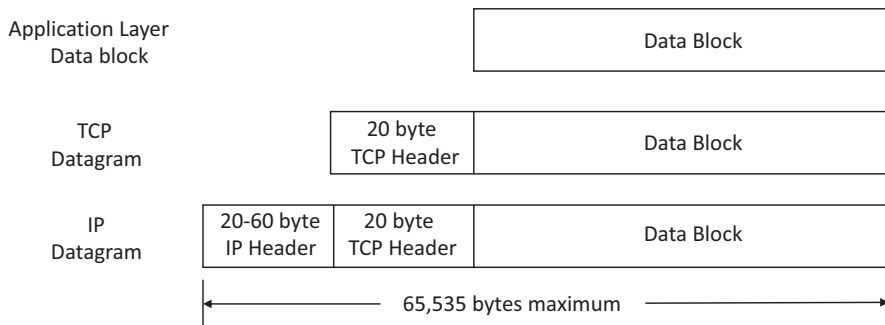 Application Layer
Data block
Data Block
TCP
Datagram
20 byte
TCP Header
Data Block
IP
Datagram
20-60 byte
IP Header
20 byte
TCP Header
Data Block
65,535 bytes maximum